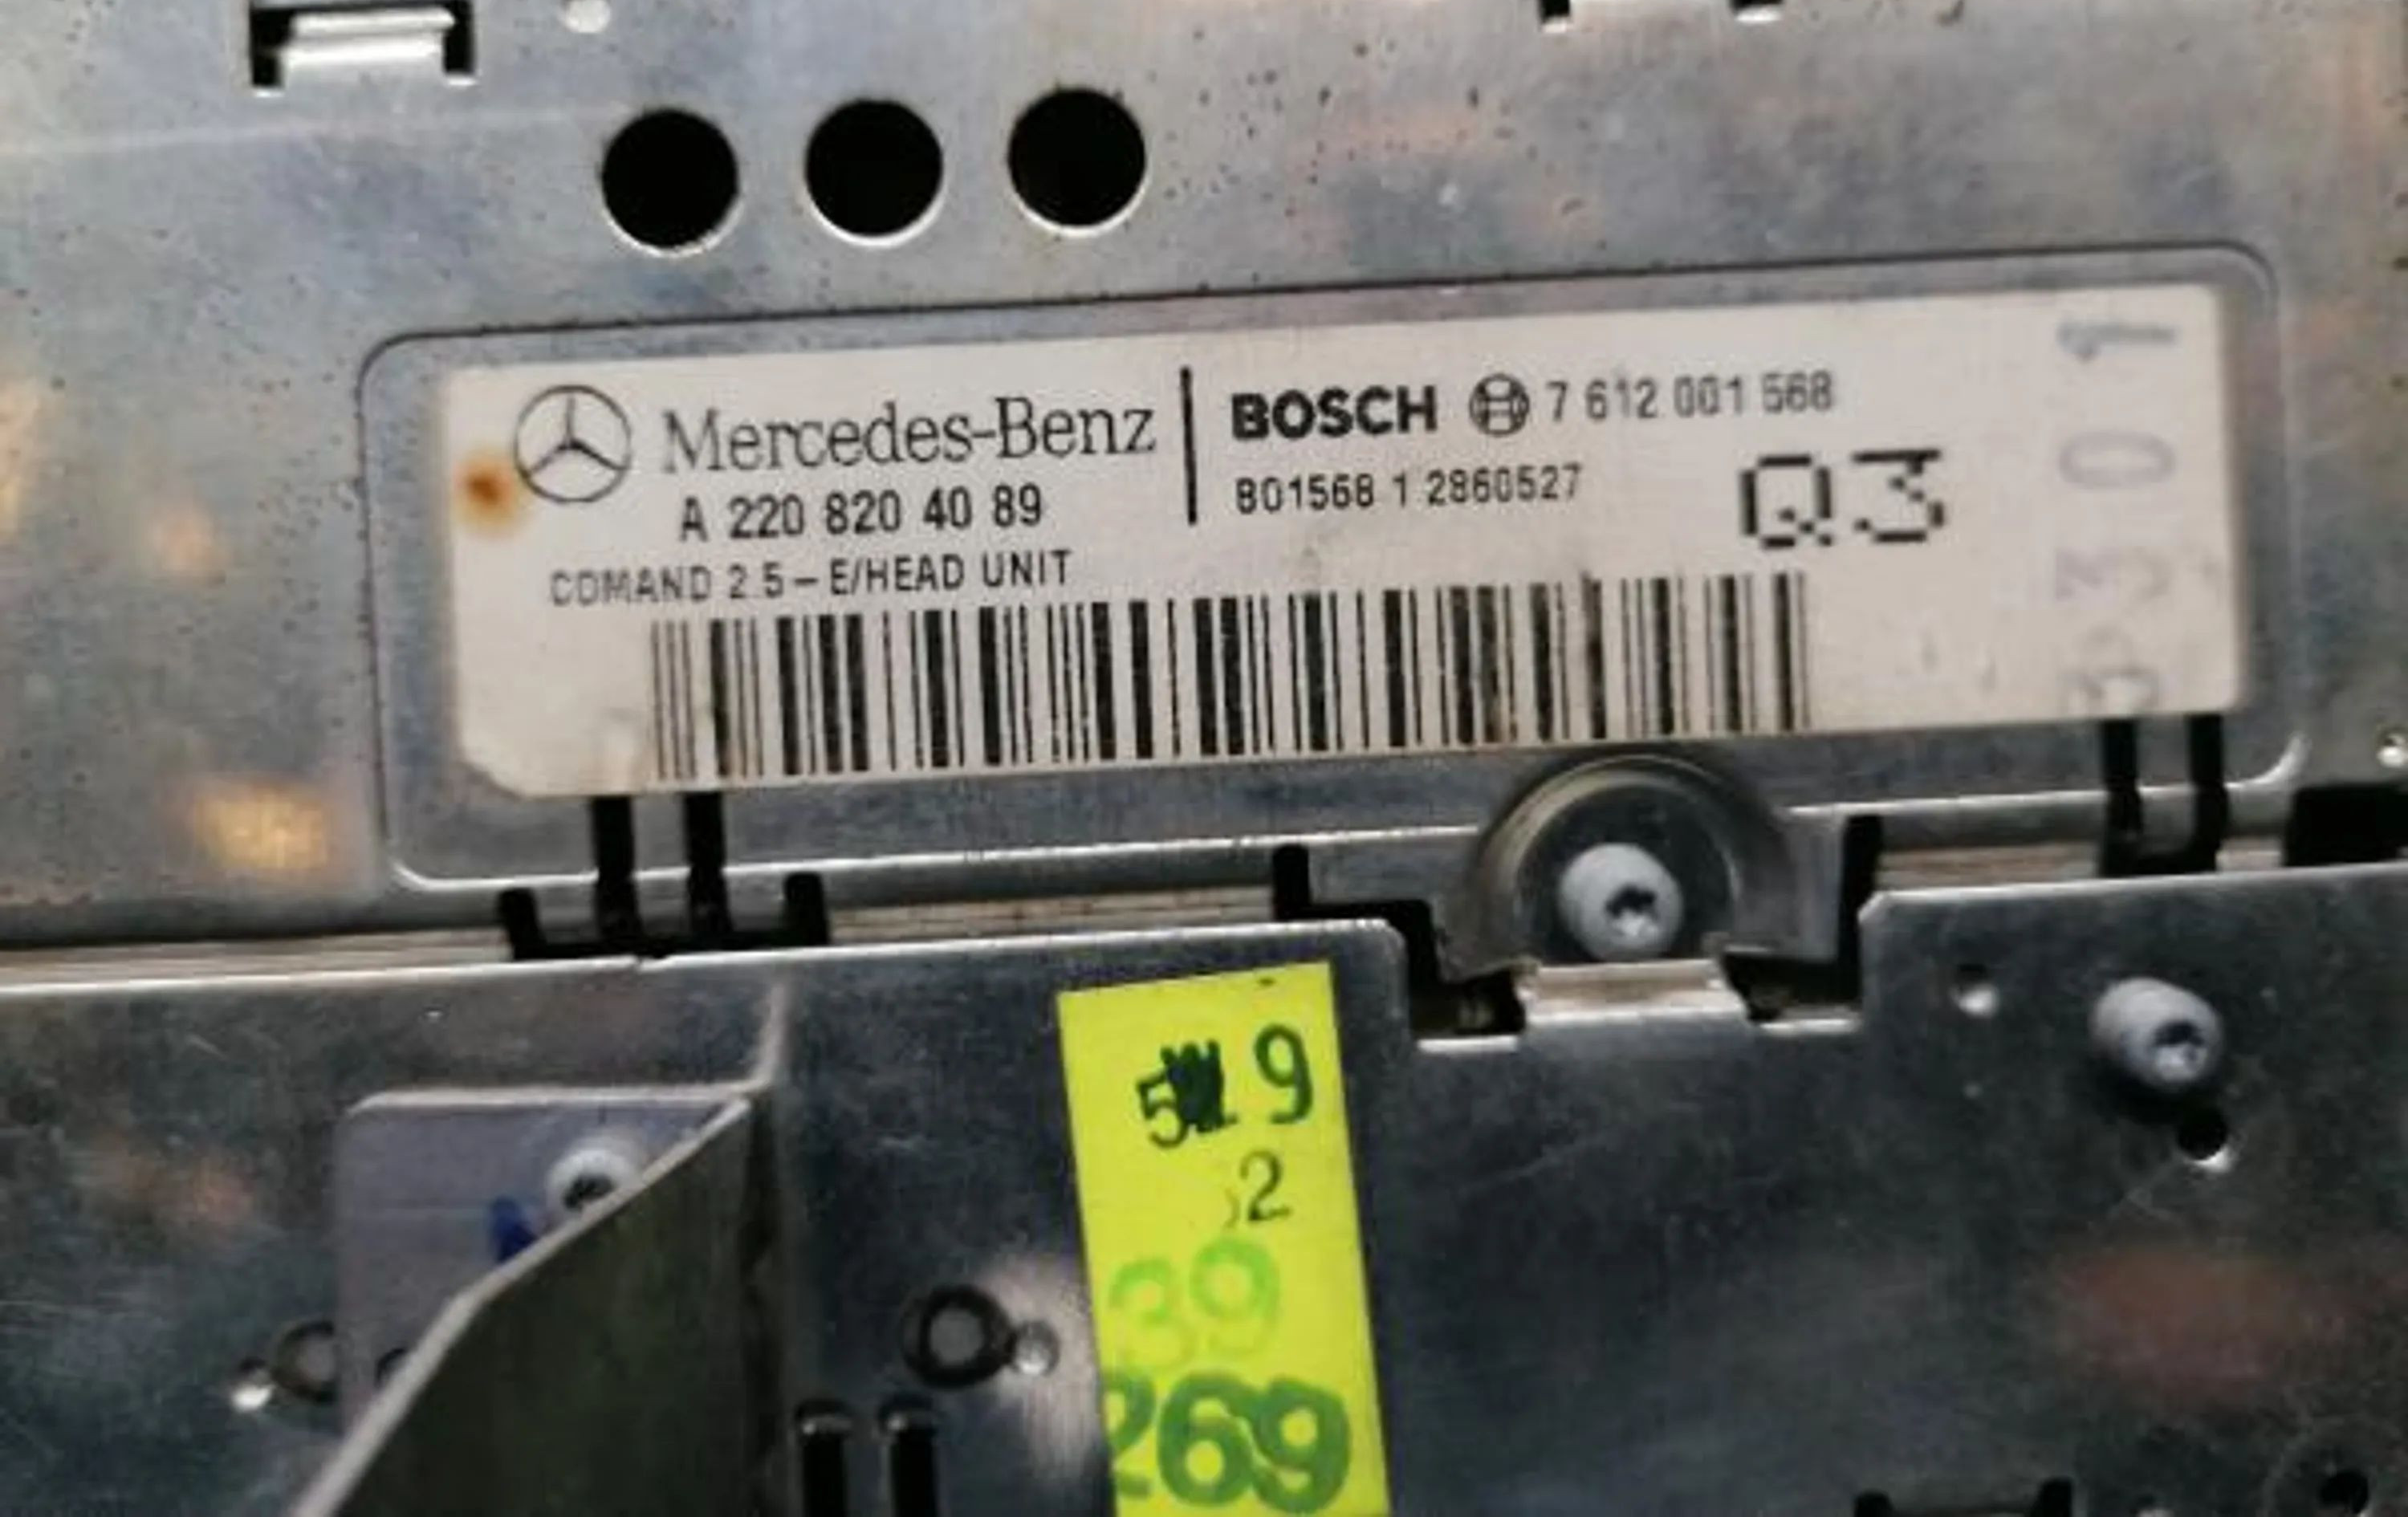 Mercedes-Benz
A 220 820 40 89
COMAND 2.5-E/HEAD UNIT
BOSCH 7 612 001 568
801568 1 2860527
Q3
3301
9
2
39
269